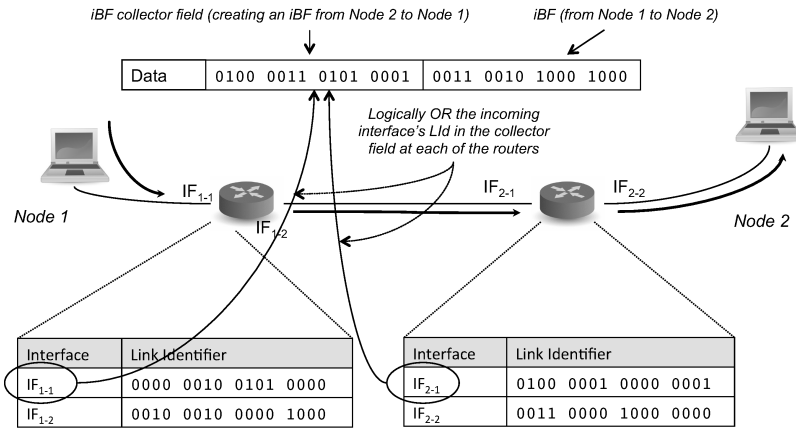 iBF collector field (creating an iBF from Node 2 to Node 1)
iBF (from Node 1 to Node 2)
Data 0100 0011 0101 0001 0011 0010 1000 1000
Logically OR the incoming
interface's LId in the collector
field at each of the routers
IF1-1
IF2-1
IF2-2
Node 1
IF1-2
Node 2
Interface Link Identifier
IF1-1 0000 0010 0101 0000
IF1-2 0010 0010 0000 1000
Interface Link Identifier
IF2-1 0100 0001 0000 0001
IF2-2 0011 0000 1000 0000